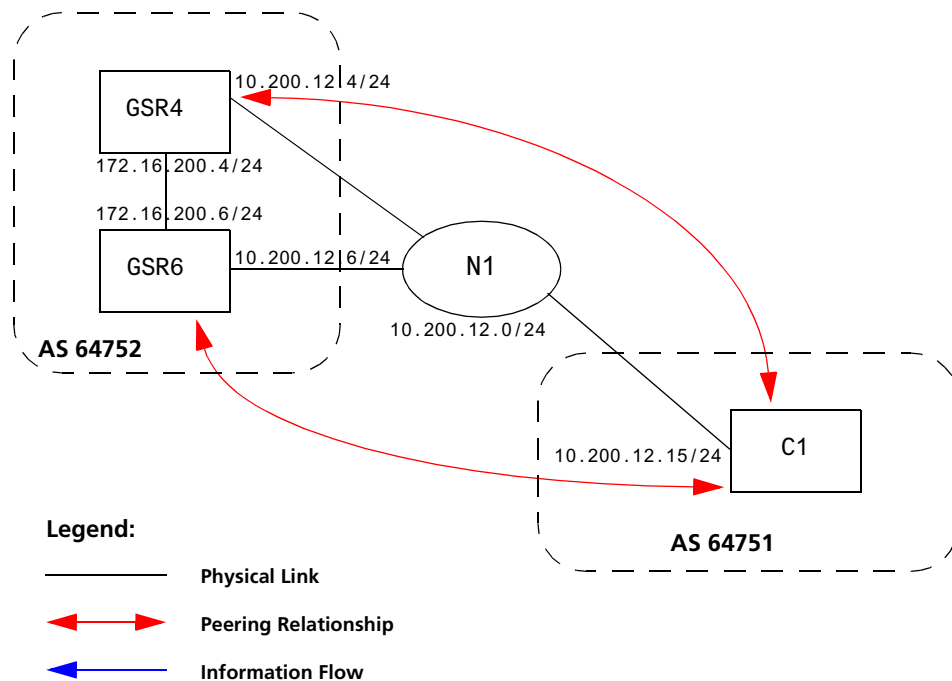 10.200.12.4/24
GSR4
172.16.200.4/24
172.16.200.6/24
GSR6
10.200.12.6/24
N1
10.200.12.0/24
AS 64752
C1
10.200.12.15/24
AS 64751
Legend:
Physical Link
Peering Relationship
Information Flow